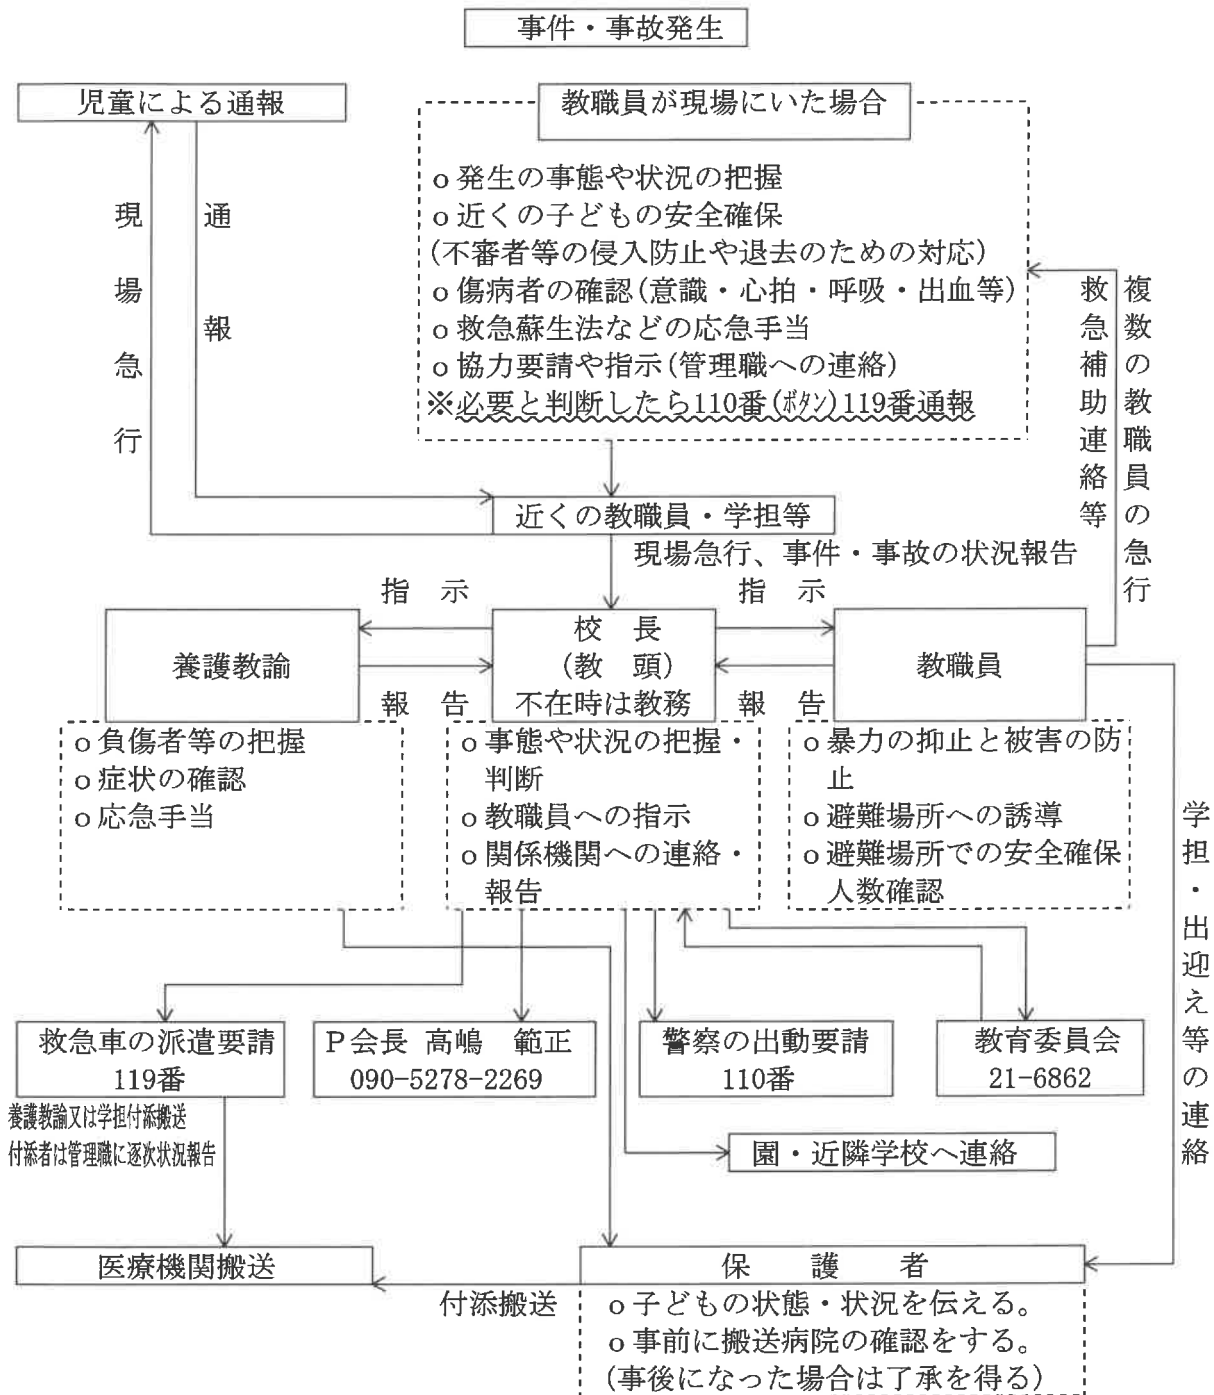 事件・事故発生
児童による通報
教職員が現場にいた場合
o 発生の事態や状況の把握
o 近くの子どもの安全確保
(不審者等の侵入防止や退去のための対応)
o 傷病者の確認(意識・心拍・呼吸・出血等)
o 救急蘇生法などの応急手当
o 協力要請や指示(管理職への連絡)
※必要と判断したら110番(ボタン)119番通報
現場急行
通報
複数の教職員の急行
救急補助連絡等
近くの教職員・学担等
現場急行、事件・事故の状況報告
指 示
指 示
養護教諭
校 長
(教 頭)
不在時は教務
教職員
報 告
報 告
o 負傷者等の把握
o 症状の確認
o 応急手当
o 事態や状況の把握・
判断
o 教職員への指示
o 関係機関への連絡・
報告
o 暴力の抑止と被害の防
止
o 避難場所への誘導
o 避難場所での安全確保
人数確認
学担・出迎え等の連絡
救急車の派遣要請
119番
P会長 高嶋 範正
090-5278-2269
警察の出動要請
110番
教育委員会
21-6862
養護教諭又は学担付添搬送
付添者は管理職に逐次状況報告
園・近隣学校へ連絡
医療機関搬送
保 護 者
付添搬送
o 子どもの状態・状況を伝える。
o 事前に搬送病院の確認をする。
(事後になった場合は了承を得る)